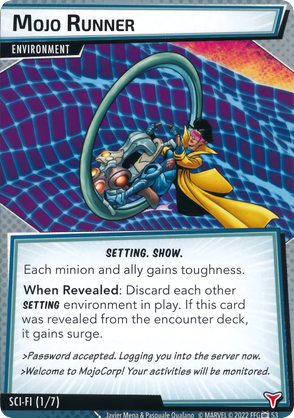 MOJO RUNNER
ENVIRONMENT
SETTING. SHOW.
Each minion and ally gains toughness.
When Revealed: Discard each other
SETTING environment in play. If this card
was revealed from the encounter deck,
it gains surge.
>Password accepted. Logging you into the server now.
>Welcome to MojoCorp! Your activities will be monitored.
SCI-FI (1/7)
Javier Mena & Pasquale Qualano © MARVEL © 2022 FFG 53